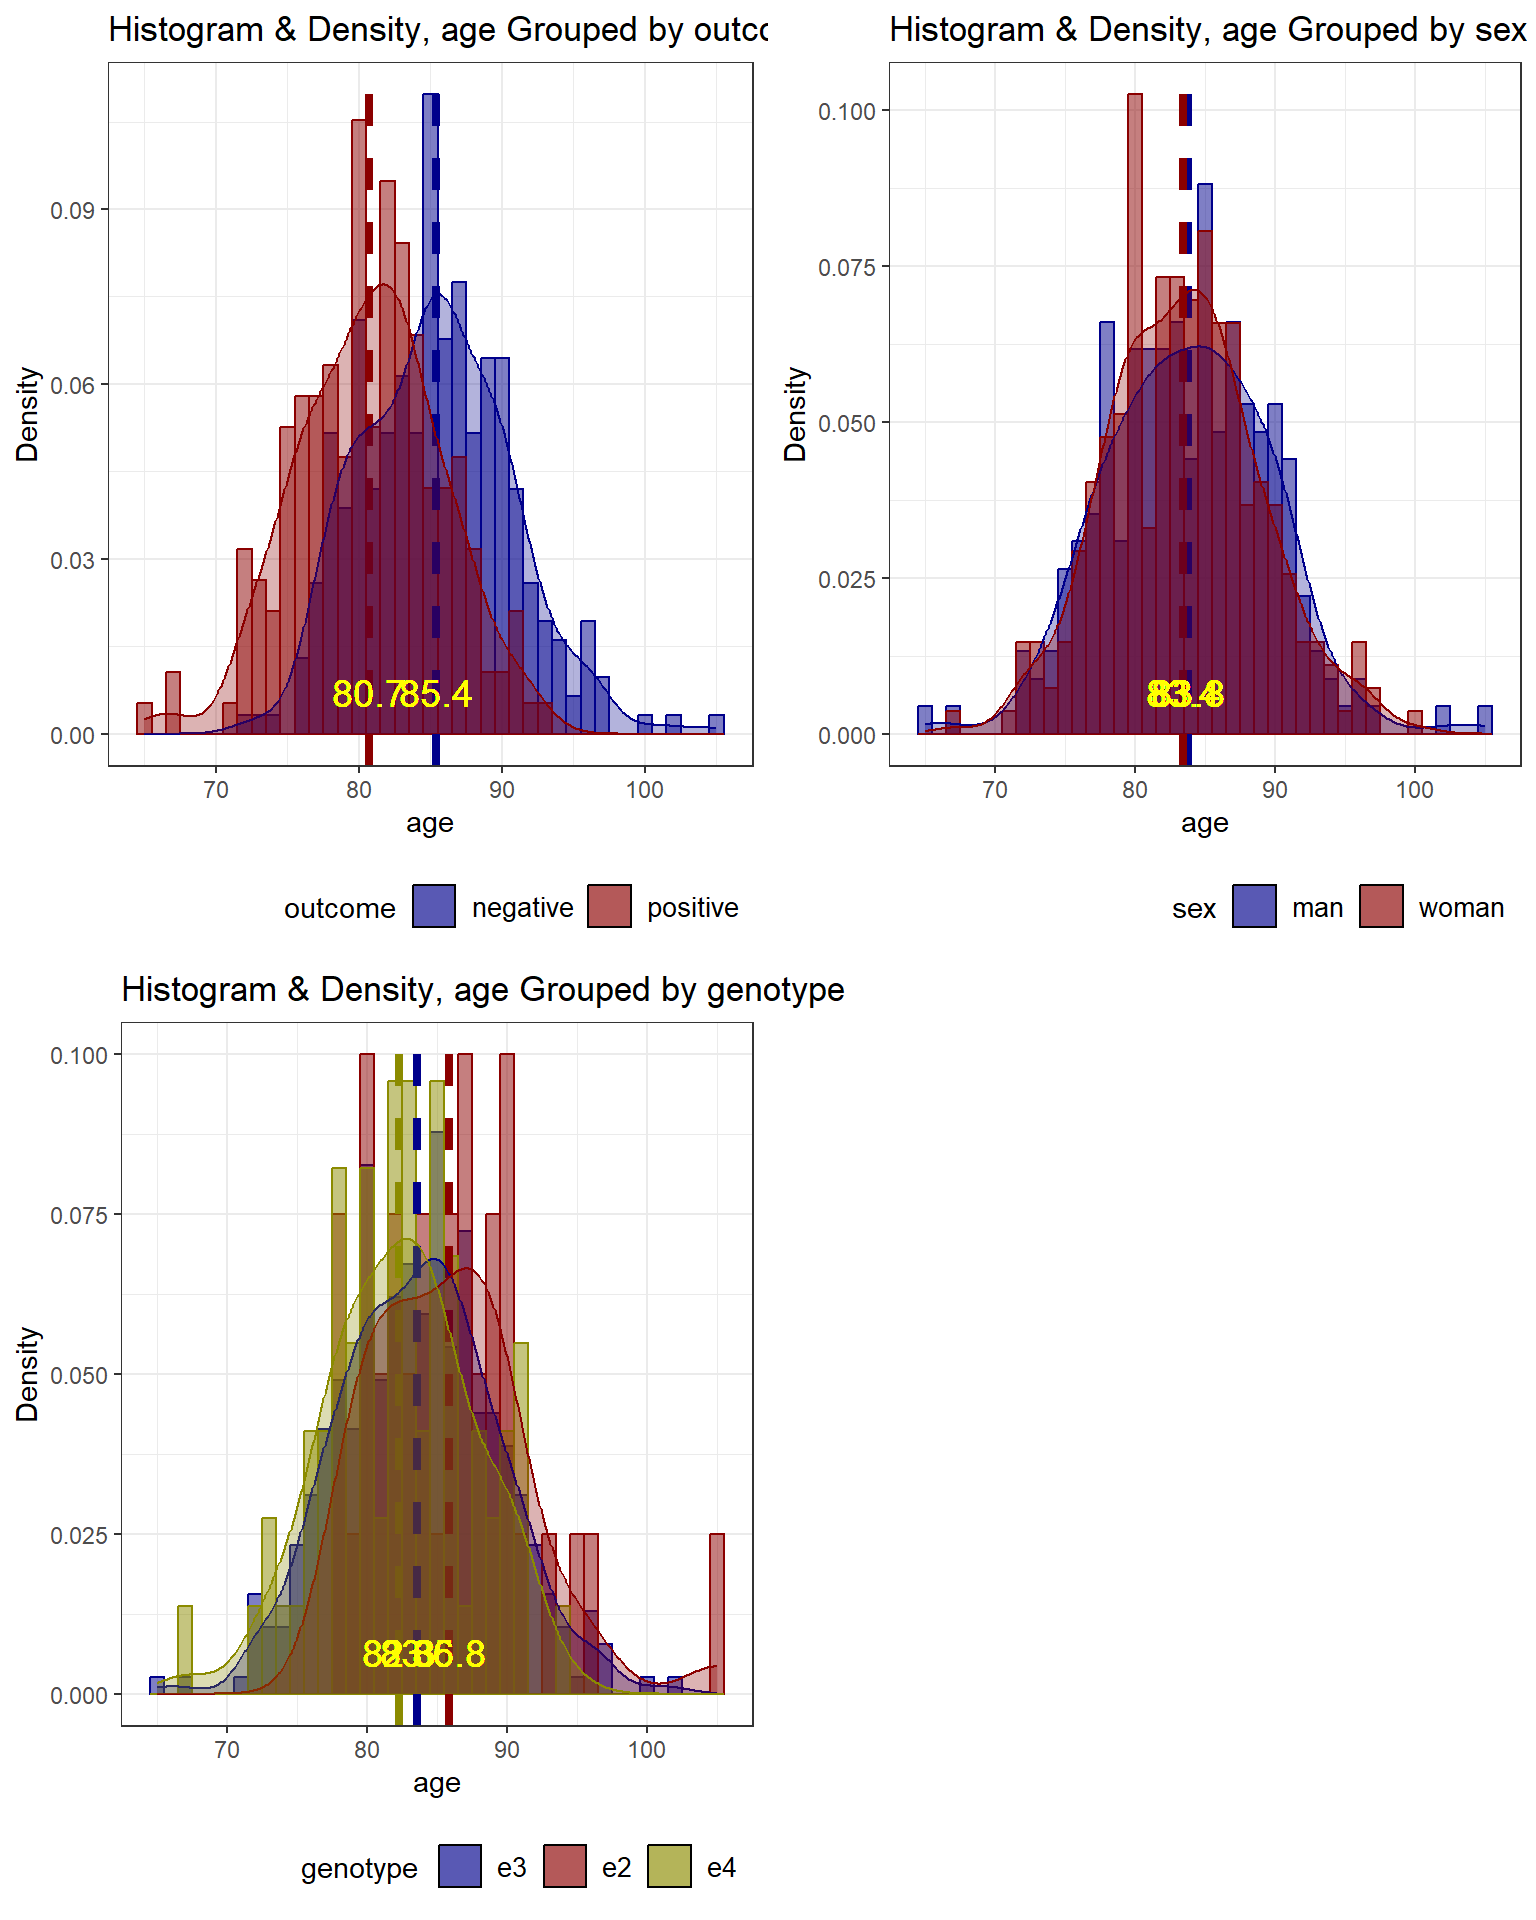 Histogram & Density, age Grouped by outco
0.09
0.06
0.03
0.00
Density
80.7 85.4
70 80 90 100
age
outcome negative positive
Histogram & Density, age Grouped by sex
0.100
0.075
0.050
0.025
0.000
Density
70 80 90 100
age
sex man woman
Histogram & Density, age Grouped by genotype
0.100
0.075
0.050
0.025
0.000
Density
85.8
70 80 90 100
age
genotype e3 e2 e4